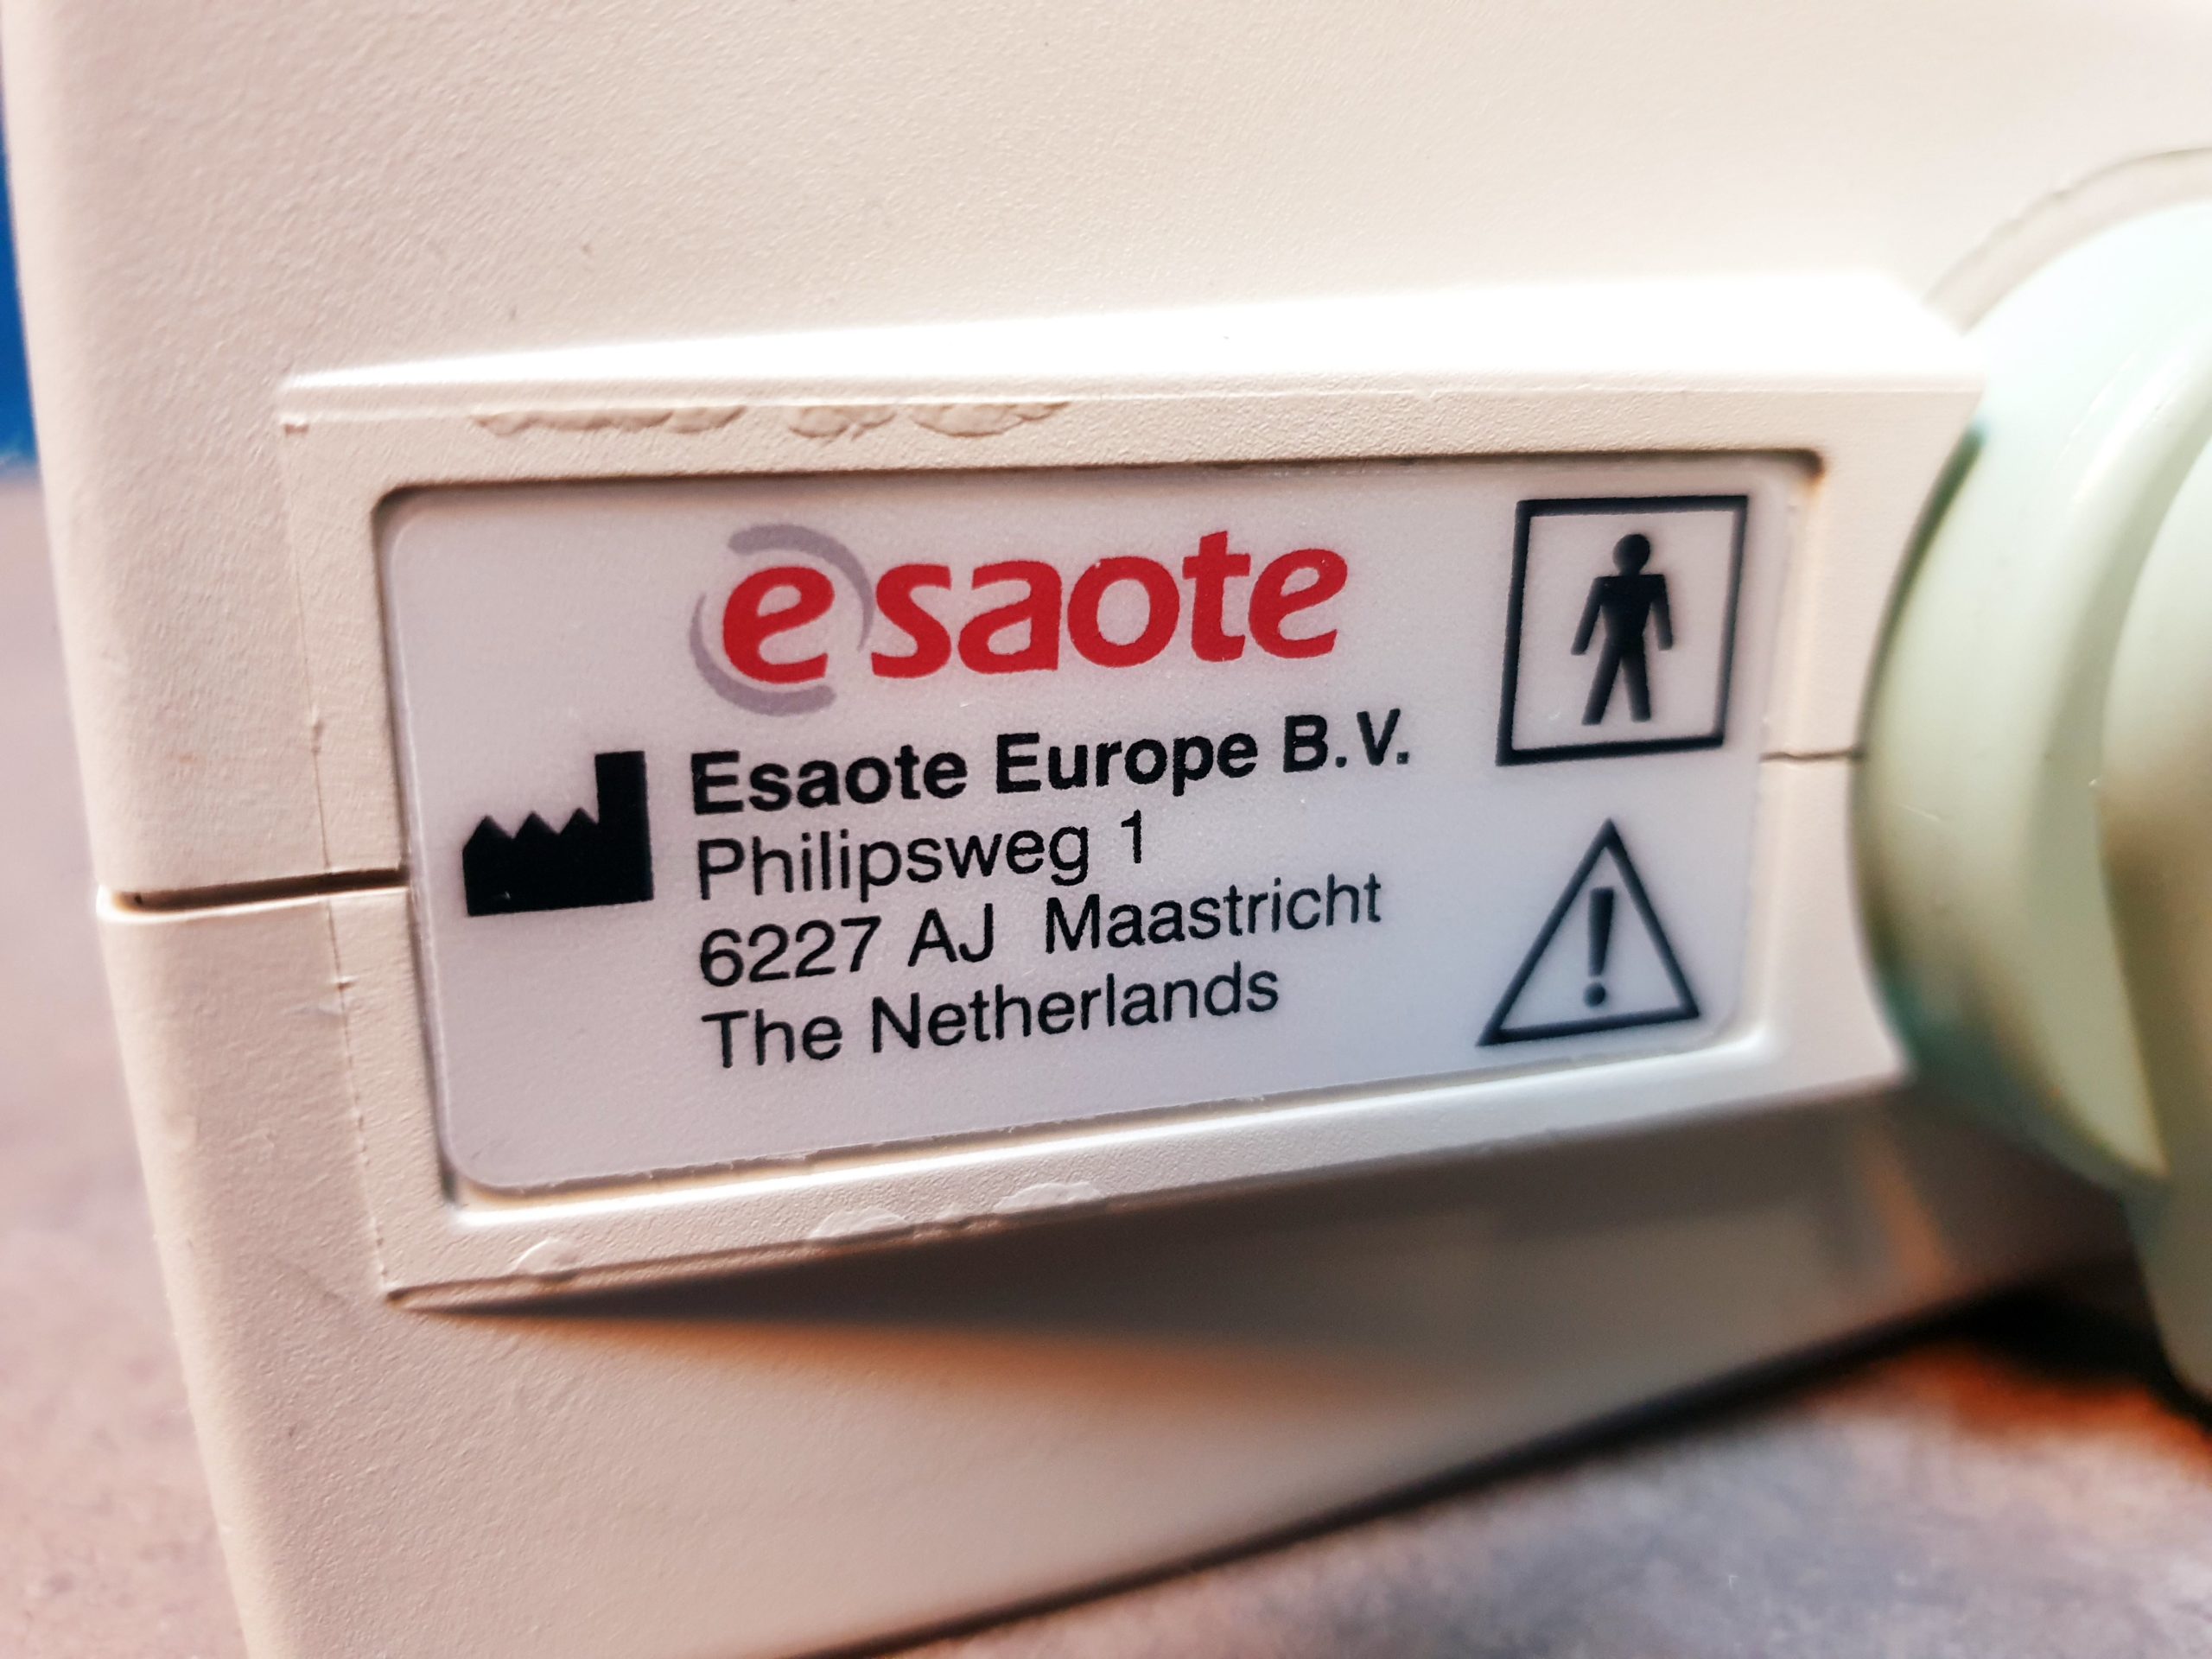 esaote
Esaote Europe B.V.
Philipsweg 1
6227 AJ Maastricht
The Netherlands
!